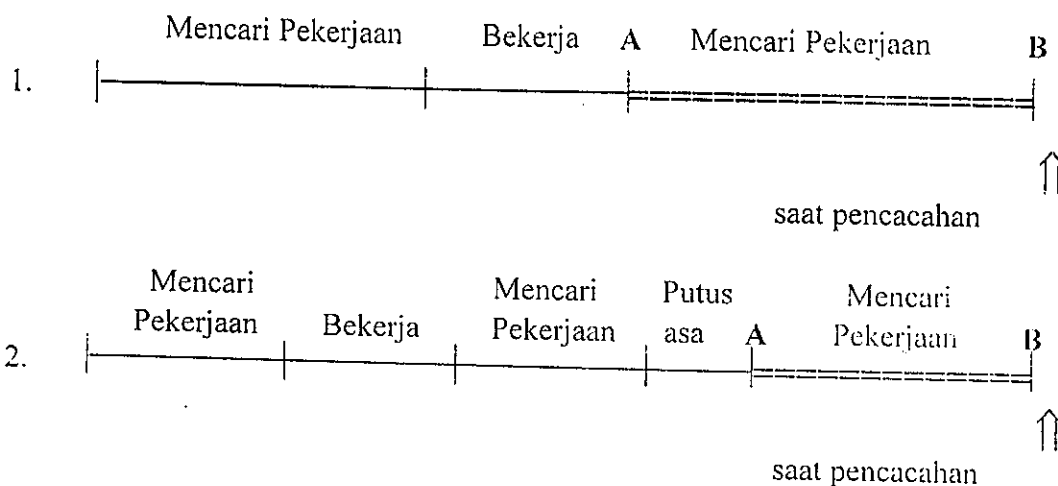 Mencari Pekerjaan Bekerja A Mencari Pekerjaan B
1.
saat pencacahan
Mencari Pekerjaan Bekerja Mencari Pekerjaan Putus asa A Mencari Pekerjaan B
2.
saat pencacahan